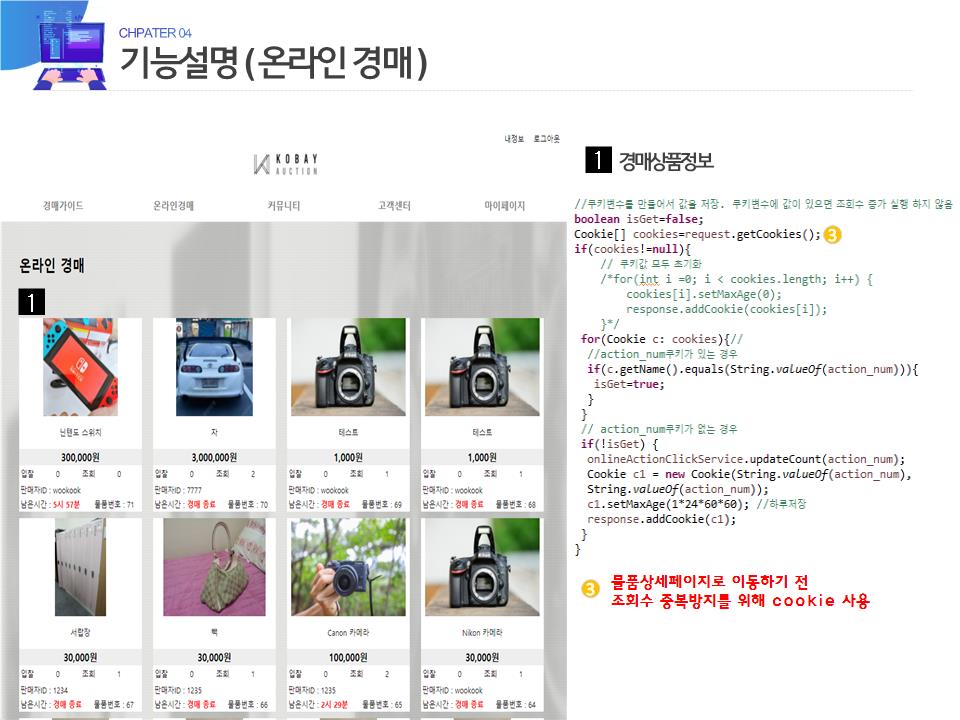 CHPATER 04
기능설명 ( 온라인 경매 )
내정보 로그아웃
KOBAY
AUCTION
경매가이드 온라인경매 커뮤니티 고객센터 마이페이지
온라인 경매
1
닌텐도 스위치 차 테스트 테스트
300,000원 3,000,000원 1,000원 1,000원
입찰 0 조회 0 입찰 0 조회 2 입찰 0 조회 1 입찰 0 조회 1
판매자ID : wookook 판매자ID : 7777 판매자ID : wookook 판매자ID : wookook
남은시간 : 5시 57분 물품번호 : 71 남은시간 : 경매 종료 물품번호 : 70 남은시간 : 경매 종료 물품번호 : 69 남은시간 : 경매 종료 물품번호 : 68
서랍장 빽 Canon 카메라 Nikon 카메라
30,000원 30,000원 100,000원 30,000원
입찰 0 조회 1 입찰 0 조회 1 입찰 0 조회 2 입찰 0 조회 1
판매자ID : 1234 판매자ID : 1235 판매자ID : 1235 판매자ID : wookook
남은시간 : 경매 종료 물품번호 : 67 남은시간 : 경매 종료 물품번호 : 66 남은시간 : 2시 29분 물품번호 : 65 남은시간 : 경매 종료 물품번호 : 64
1 경매상품정보
//쿠키변수를 만들어서 값을 저장. 쿠키변수에 값이 있으면 조회수 증가 실행 하지 않음
boolean isGet=false;
Cookie[] cookies=request.getCookies(); 3
if(cookies!=null){
// 쿠키값 모두 초기화
/*for(int i =0; i < cookies.length; i++) {
cookies[i].setMaxAge(0);
response.addCookie(cookies[i]);
}*/
for(Cookie c: cookies){//
//action_num쿠키가 있는 경우
if(c.getName().equals(String.valueOf(action_num))){
isGet=true;
}
}
// action_num쿠키가 없는 경우
if(!isGet) {
onlineActionClickService.updateCount(action_num);
Cookie c1 = new Cookie(String.valueOf(action_num),
String.valueOf(action_num));
c1.setMaxAge(1*24*60*60); //하루저장
response.addCookie(c1);
}
}
3 물품상세페이지로 이동하기 전
조회수 중복방지를 위해 cookie 사용